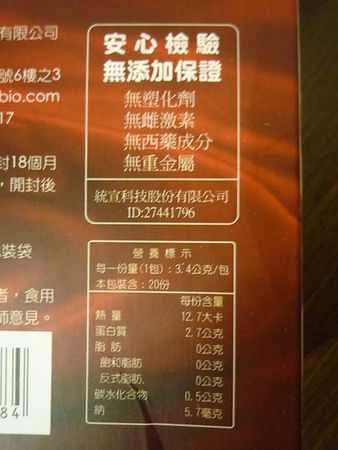 有限公司
號6樓之3
bio.com
17
封18個月
，開封後
裝袋
者，食用
師意見。
84
安心檢驗
無添加保證
無塑化劑
無雌激素
無西藥成分
無重金屬
統宜科技股份有限公司
ID:27441796
營養標示
每一份量(1包)：3.4公克/包
本包裝含：20份
每份含量
熱量 12.7大卡
蛋白質 2.7公克
脂肪 0公克
飽和脂肪 0公克
反式脂肪 0公克
碳水化合物 0.5公克
鈉 5.7毫克